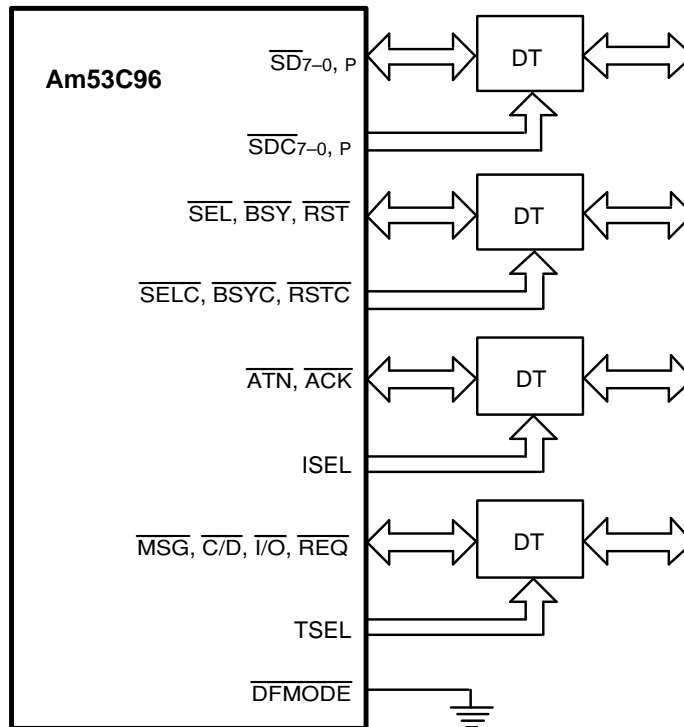 Am53C96
SD7–0, P
DT
SDC7–0, P
SEL, BSY, RST
DT
SELC, BSYC, RSTC
ATN, ACK
DT
ISEL
MSG, C/D, I/O, REQ
DT
TSEL
DFMODE